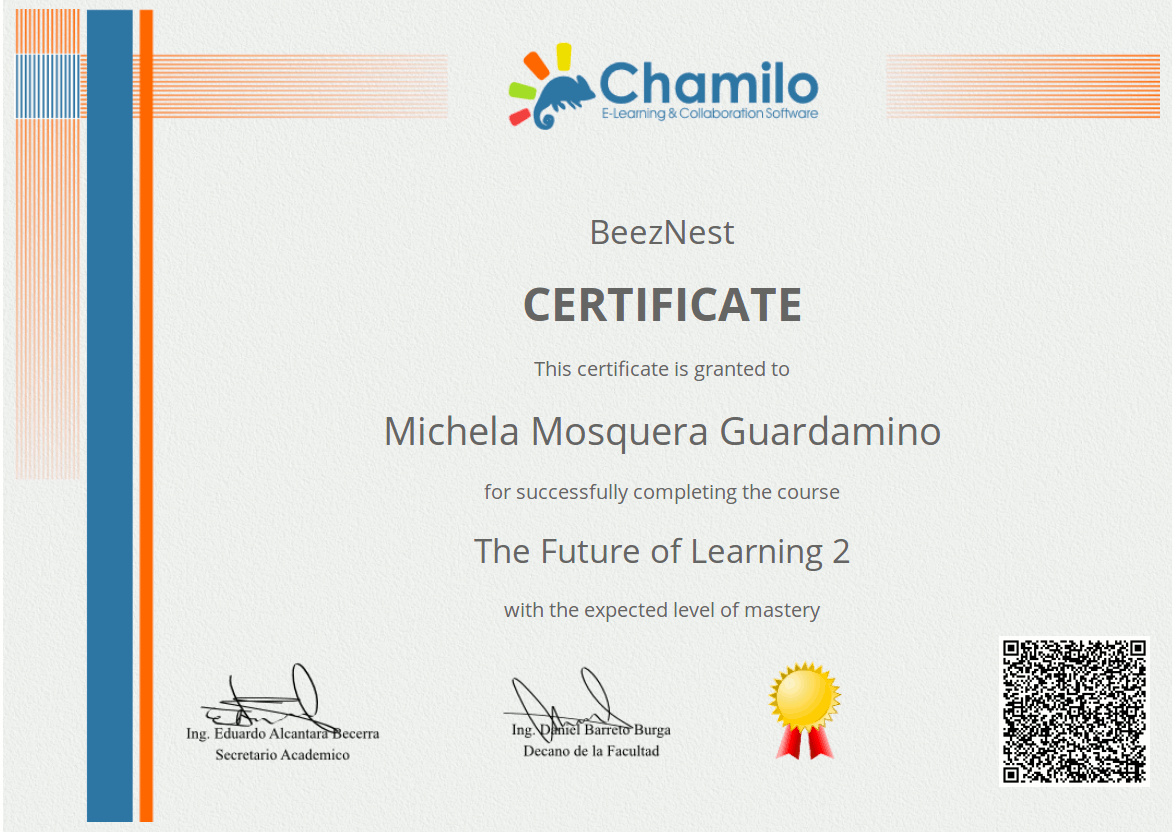 Chamilo
E-Learning & Collaboration Software
BeezNest
CERTIFICATE
This certificate is granted to
Michela Mosquera Guardamino
for successfully completing the course
The Future of Learning 2
with the expected level of mastery
Ing. Eduardo Alcantara Becerra
Secretario Academico
Ing. Daniel Barreto Burga
Decano de la Facultad